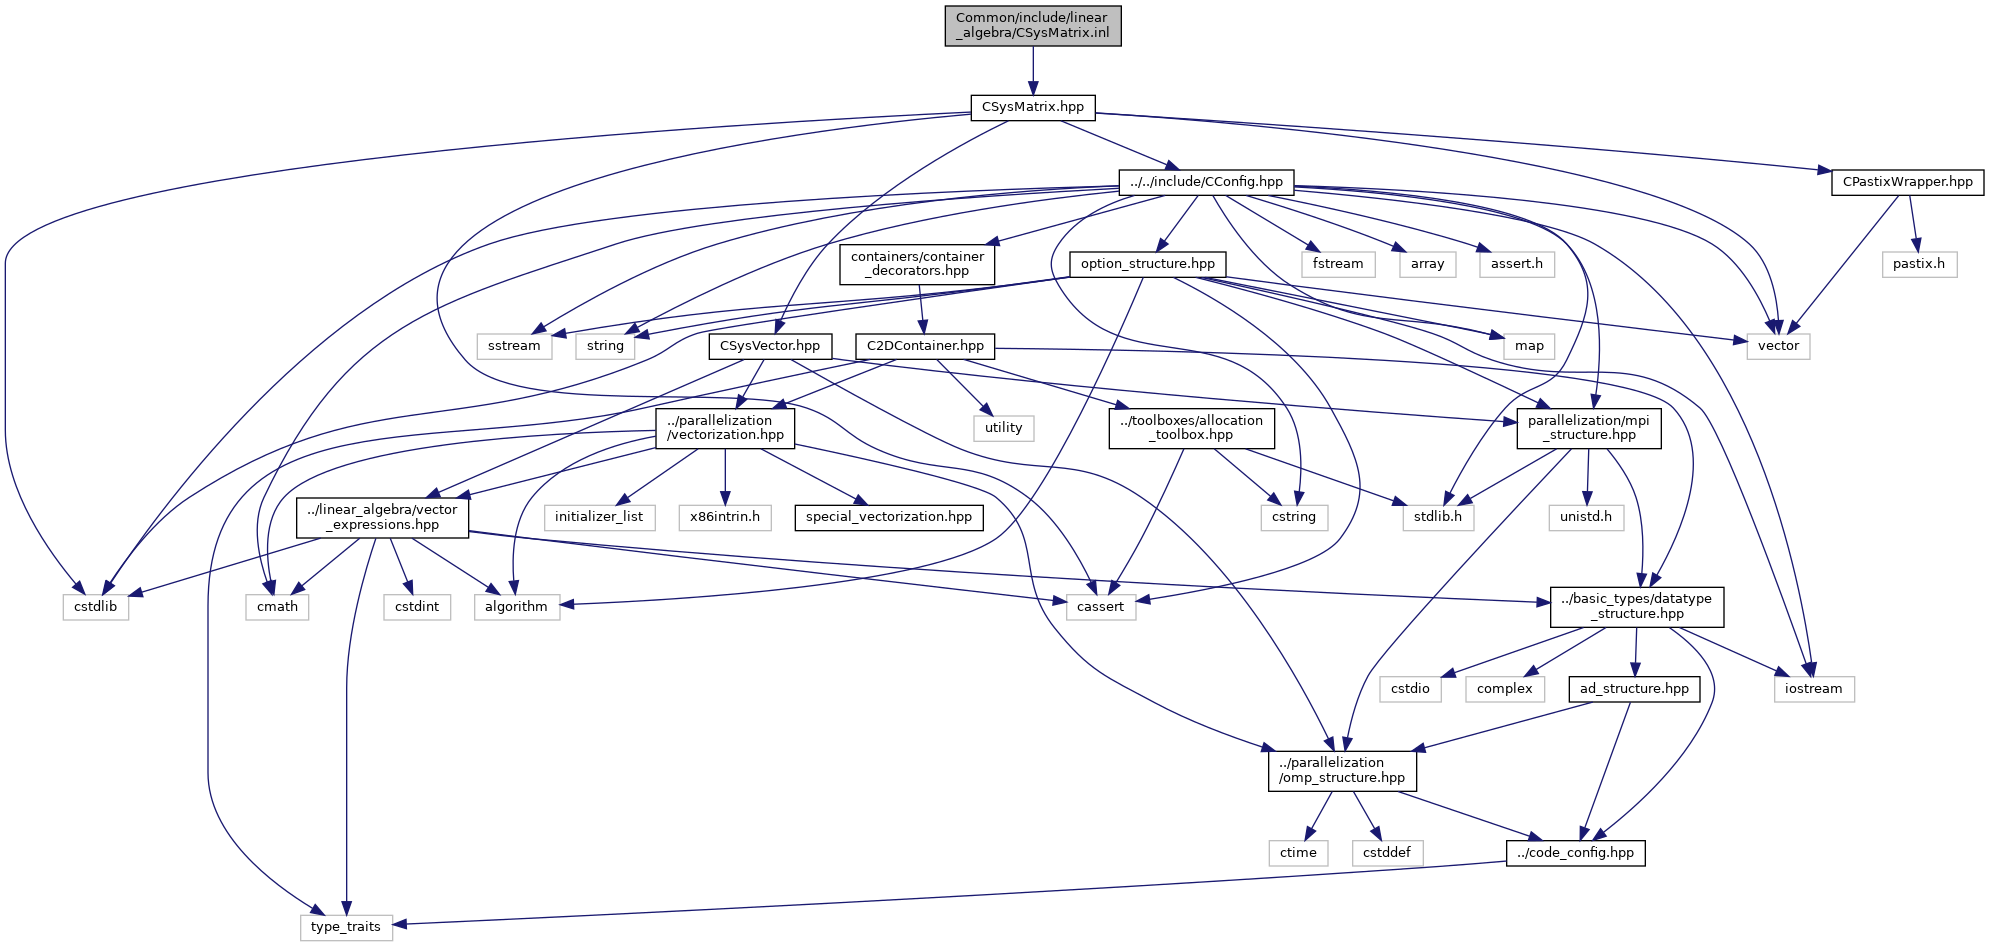 Common/include/linear
_algebra/CSysMatrix.inl
CSysMatrix.hpp
../../include/CConfig.hpp
CPastixWrapper.hpp
containers/container
_decorators.hpp
option_structure.hpp
fstream
array
assert.h
pastix.h
sstream
string
CSysVector.hpp
C2DContainer.hpp
map
vector
../parallelization
/vectorization.hpp
utility
../toolboxes/allocation
_toolbox.hpp
parallelization/mpi
_structure.hpp
../linear_algebra/vector
_expressions.hpp
initializer_list
x86intrin.h
special_vectorization.hpp
cstring
stdlib.h
unistd.h
cstdlib
cmath
cstdint
algorithm
cassert
../basic_types/datatype
_structure.hpp
cstdio
complex
ad_structure.hpp
iostream
../parallelization
/omp_structure.hpp
ctime
cstddef
../code_config.hpp
type_traits